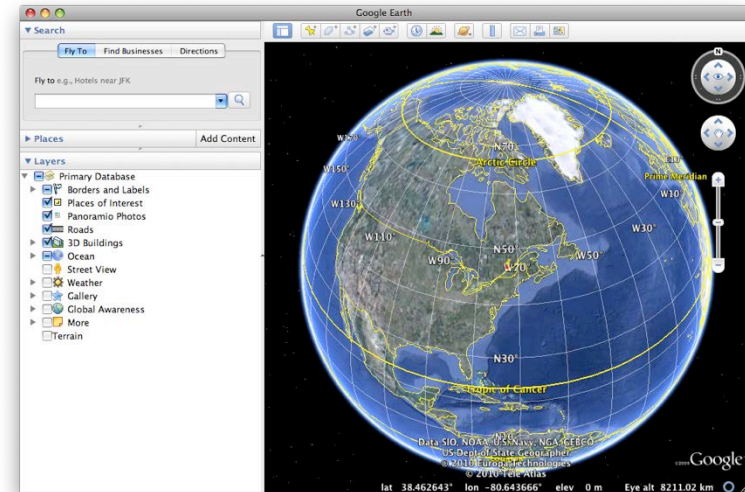 Google Earth
Search
Fly To
Find Businesses
Directions
Fly to e.g., Hotels near JFK
Places
Add Content
Layers
Primary Database
Borders and Labels
Places of Interest
Panoramio Photos
Roads
3D Buildings
Ocean
Street View
Weather
Gallery
Global Awareness
More
Terrain
N
N70°
Arctic Circle
W150°
Prime Meridian
W10°
W130°
W30°
W110°
N50°
W50°
W90°
W70°
N30°
Tropic of Cancer
Data SIO, NOAA, U.S. Navy, NGA, GEBCO
US Dept of State Geographer
© 2010 Europa Technologies
© 2010 Tele Atlas
Google
lat 38.462643° lon -80.643666° elev 0 m Eye alt 8211.02 km